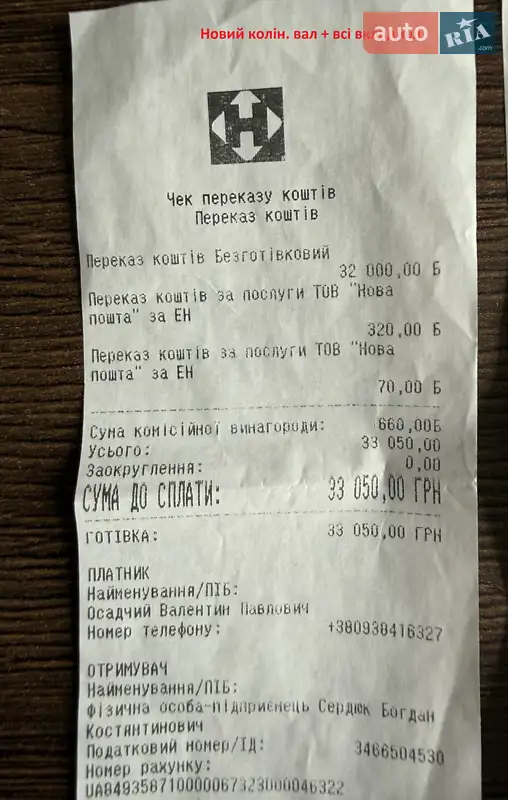 Новий колін. вал + всі вк
auto RIA .com
Чек переказу коштів
Переказ коштів
Переказ коштів Безготівковий
32 000,00 Б
Переказ коштів за послуги ТОВ "Нова
пошта" за ЕН
320,00 Б
Переказ коштів за послуги ТОВ "Нова
пошта" за ЕН
70,00 Б
Сума комісійної винагороди: 660,00Б
Усього: 33 050,00
Заокруглення: 0,00
СУМА ДО СПЛАТИ: 33 050,00 ГРН
ГОТІВКА: 33 050,00 ГРН
ПЛАТНИК
Найменування/ПІБ:
Осадчий Валентин Павлович
Номер телефону: +380938416327
ОТРИМУВАЧ
Найменування/ПІБ:
Фізична особа-підприємець Сердюк Богдан
Костянтинович
Податковий номер/ІД: 3466504530
Номер рахунку:
UA849358710000067323000046322